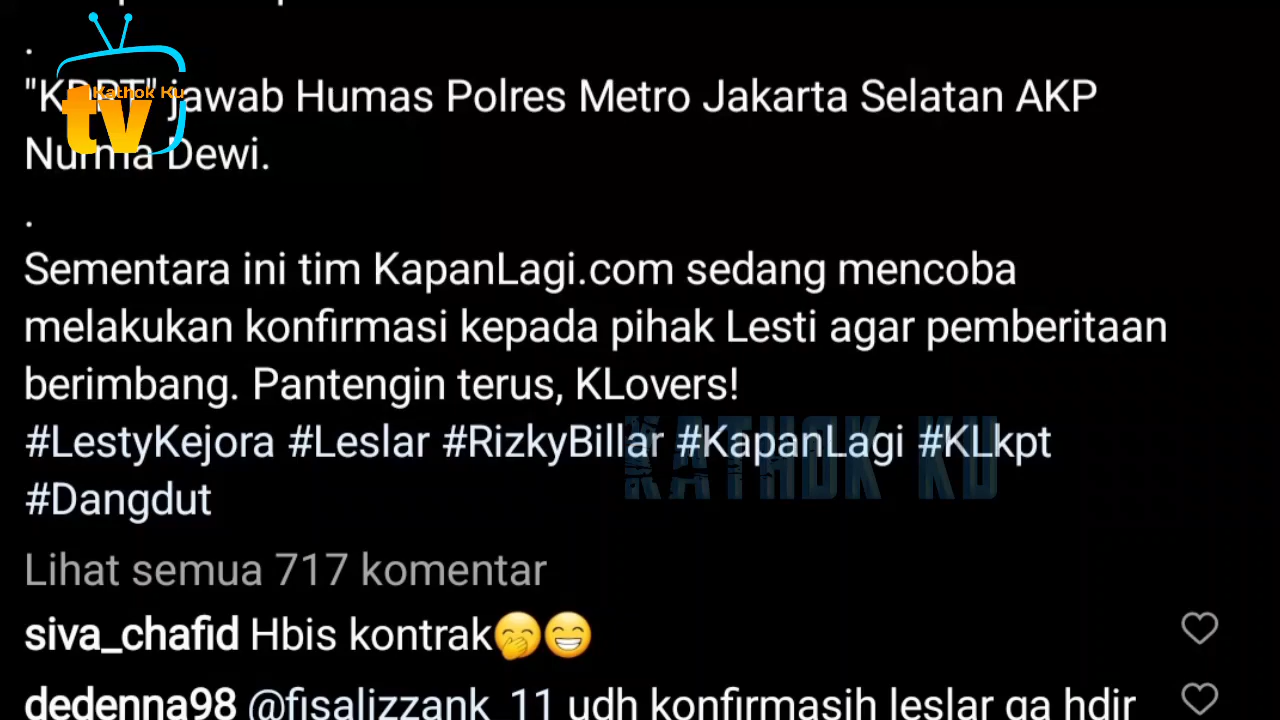 .
"KDRT" jawab Humas Polres Metro Jakarta Selatan AKP
Nurma Dewi.
Kathok Ku
tv
.
Sementara ini tim KapanLagi.com sedang mencoba
melakukan konfirmasi kepada pihak Lesti agar pemberitaan
berimbang. Pantengin terus, KLovers!
#LestyKejora #Leslar #RizkyBillar #KapanLagi #KLkpt
#Dangdut
KATHOK KU
Lihat semua 717 komentar
siva_chafid Hbis kontrak🤭😁
dedenna98 @fisalizzank_11 udh konfirmasih leslar ga hdir